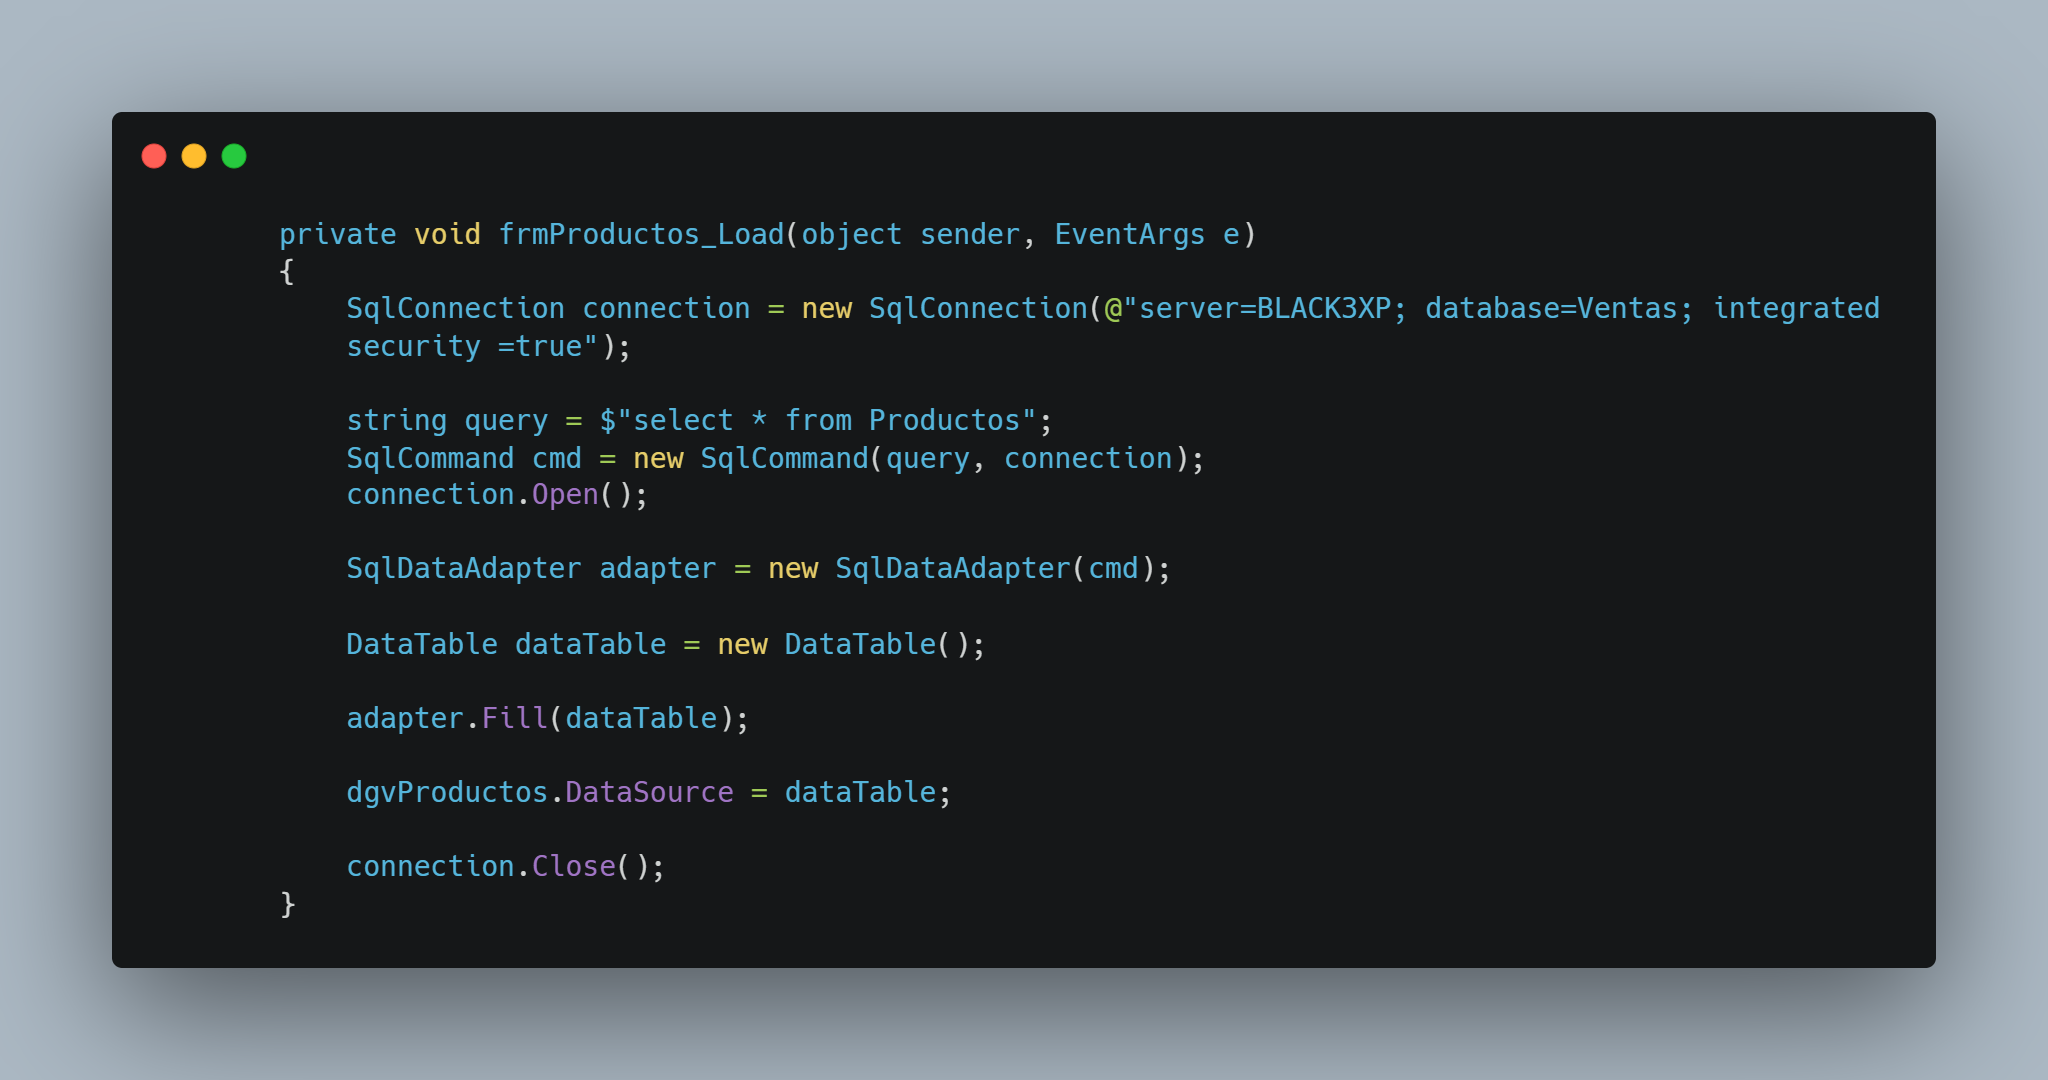 private void frmProductos_Load(object sender, EventArgs e)
{
SqlConnection connection = new SqlConnection(@"server=BLACK3XP; database=Ventas; integrated
security =true");
string query = $"select * from Productos";
SqlCommand cmd = new SqlCommand(query, connection);
connection.Open();
SqlDataAdapter adapter = new SqlDataAdapter(cmd);
DataTable dataTable = new DataTable();
adapter.Fill(dataTable);
dgvProductos.DataSource = dataTable;
connection.Close();
}